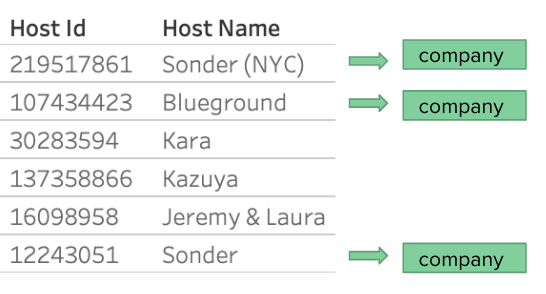 Host Id Host Name
219517861 Sonder (NYC) company
107434423 Blueground company
30283594 Kara
137358866 Kazuya
16098958 Jeremy & Laura
12243051 Sonder company